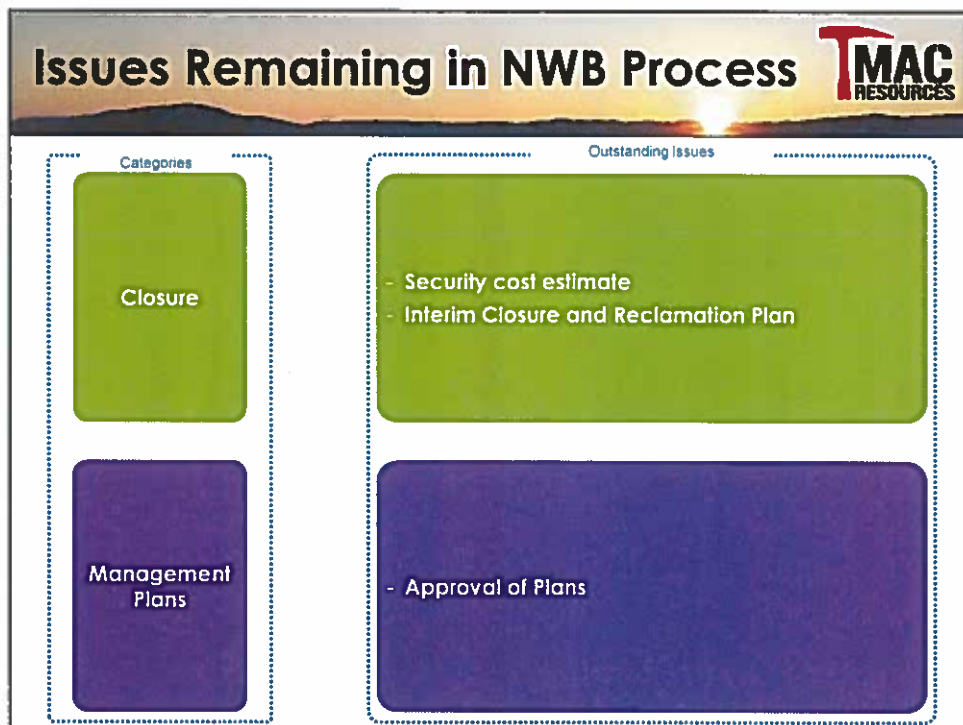 Issues Remaining in NWB Process
TMAC
RESOURCES
Categories
Outstanding Issues
Closure
- Security cost estimate
- Interim Closure and Reclamation Plan
Management
Plans
- Approval of Plans